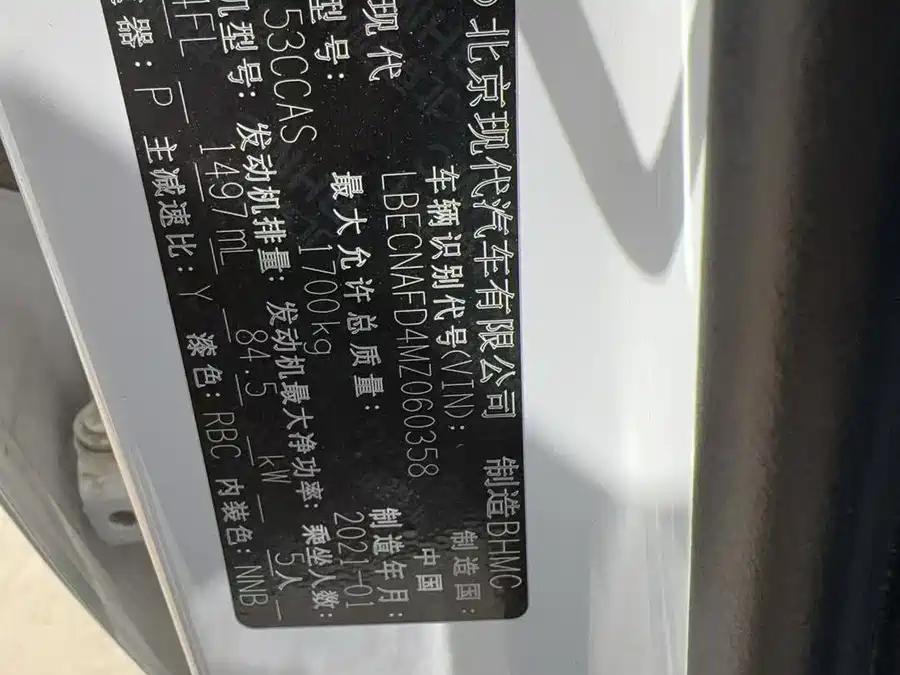 北京现代汽车有限公司 制造BHMC
车辆识别代号(VIN): 制造国:
现代 LBECNAFD4MZ060358 中国
型号: 最大允许总质量: 制造年月:
53CCAS 1700kg 2021-01
机型号: 发动机排量: 发动机最大净功率: 乘坐人数:
4FL 1497ml 84.5 kW 5人
器: P 主减速比: Y 漆色: RBC 内装色: NNB